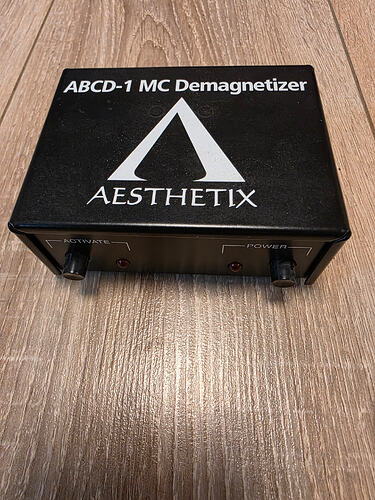 ABCD-1 MC Demagnetizer
AESTHETIX
ACTIVATE
POWER